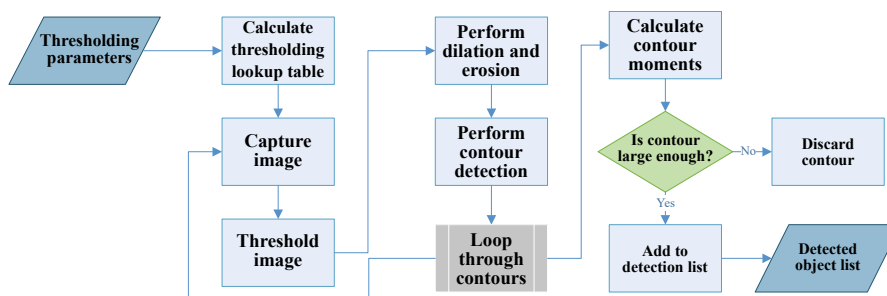 Thresholding
parameters
Calculate
thresholding
lookup table
Capture
image
Threshold
image
Perform
dilation and
erosion
Perform
contour
detection
Loop
through
contours
Calculate
contour
moments
Is contour
large enough?
No
Discard
contour
Yes
Add to
detection list
Detected
object list